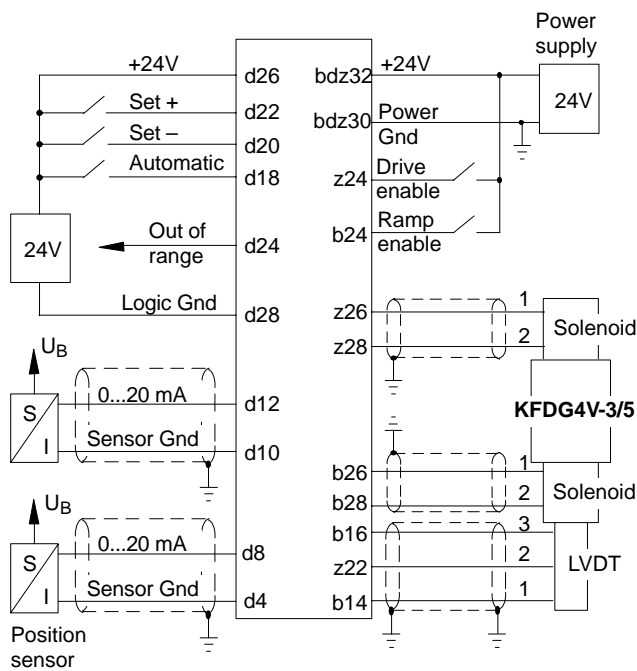 Power
supply
+24V
d26
bdz32
+24V
24V
Set +
d22
Set –
d20
bdz30
Power
Gnd
Automatic
d18
z24
Drive
enable
24V
Out of
range
d24
b24
Ramp
enable
Logic Gnd
d28
z26
1
Solenoid
z28
2
UB
S
I
0...20 mA
d12
Sensor Gnd
d10
KFDG4V-3/5
b26
1
Solenoid
b28
2
UB
S
I
0...20 mA
d8
Sensor Gnd
d4
b16
3
z22
2
LVDT
b14
1
Position
sensor